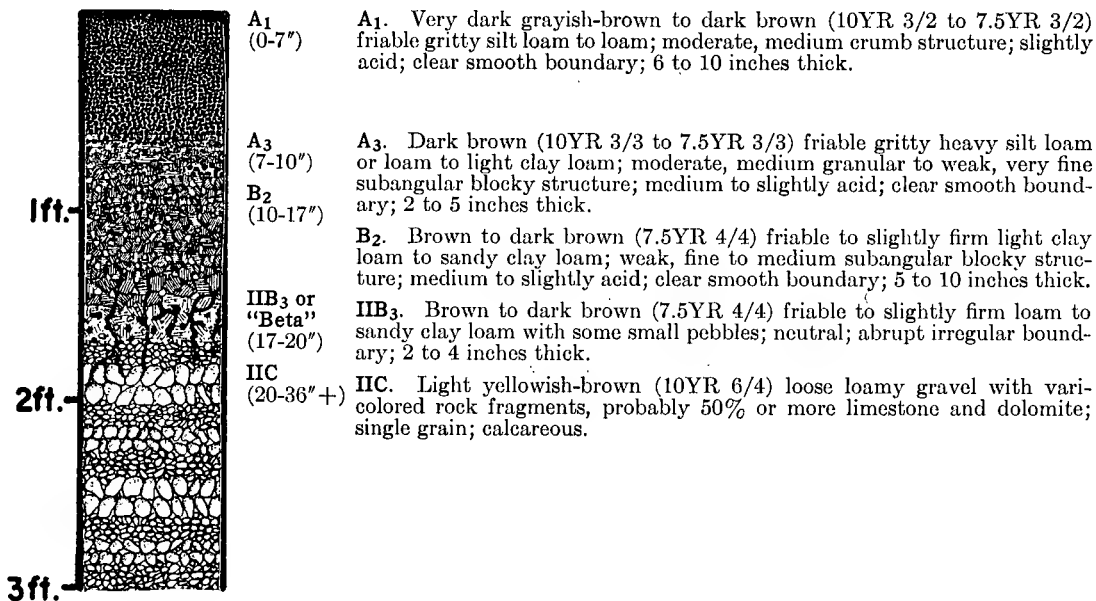 A1
(0-7″)
A1. Very dark grayish-brown to dark brown (10YR 3/2 to 7.5YR 3/2)
friable gritty silt loam to loam; moderate, medium crumb structure; slightly
acid; clear smooth boundary; 6 to 10 inches thick.
A3
(7-10″)
A3. Dark brown (10YR 3/3 to 7.5YR 3/3) friable gritty heavy silt loam
or loam to light clay loam; moderate, medium granular to weak, very fine
subangular blocky structure; medium to slightly acid; clear smooth bound-
ary; 2 to 5 inches thick.
1ft.
B2
(10-17″)
B2. Brown to dark brown (7.5YR 4/4) friable to slightly firm light clay
loam to sandy clay loam; weak, fine to medium subangular blocky struc-
ture; medium to slightly acid; clear smooth boundary; 5 to 10 inches thick.
IIB3 or
“Beta”
(17-20″)
IIB3. Brown to dark brown (7.5YR 4/4) friable to slightly firm loam to
sandy clay loam with some small pebbles; neutral; abrupt irregular bound-
ary; 2 to 4 inches thick.
2ft.
IIC
(20-36″+)
IIC. Light yellowish-brown (10YR 6/4) loose loamy gravel with vari-
colored rock fragments, probably 50% or more limestone and dolomite;
single grain; calcareous.
3ft.